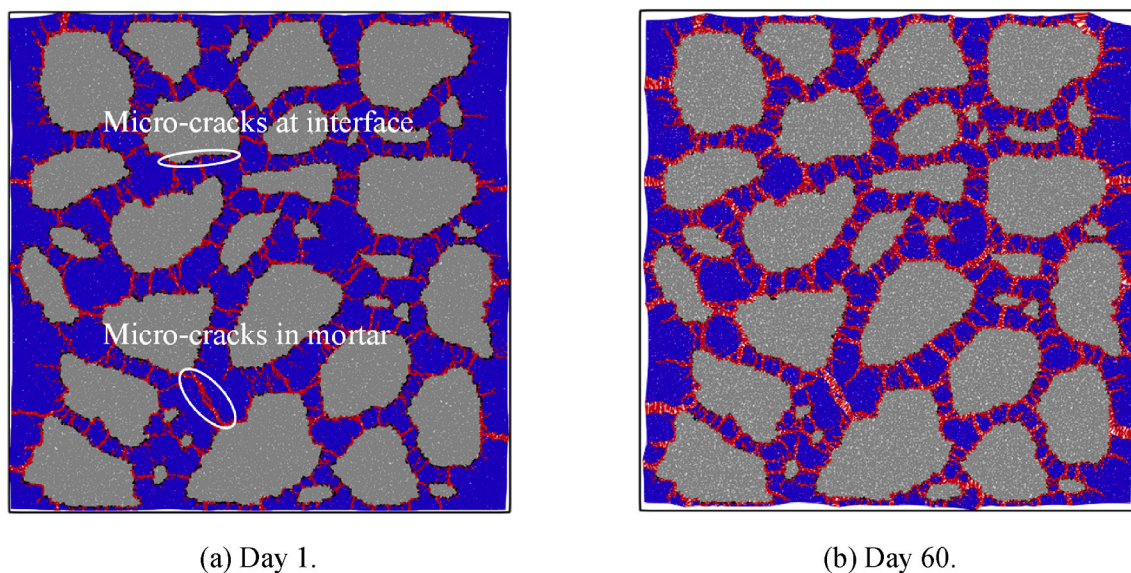 Micro-cracks at interface
Micro-cracks in mortar
(a) Day 1.
(b) Day 60.